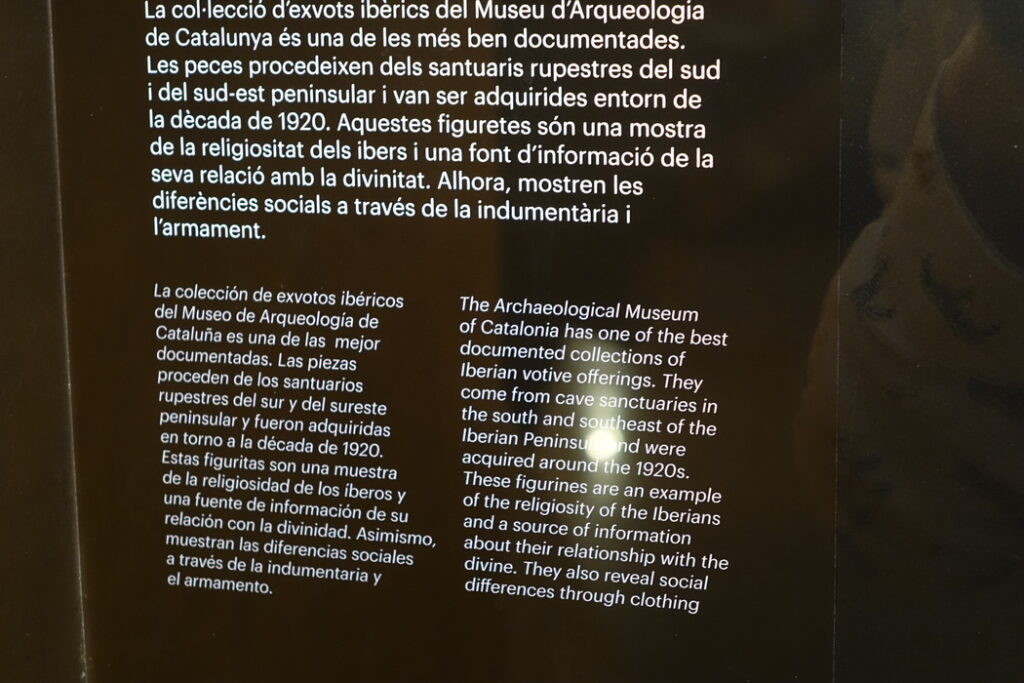 La col·lecció d'exvots ibèrics del Museu d'Arqueologia
de Catalunya és una de les més ben documentades.
Les peces procedeixen dels santuaris rupestres del sud
i del sud-est peninsular i van ser adquirides entorn de
la dècada de 1920. Aquestes figuretes són una mostra
de la religiositat dels ibers i una font d'informació de la
seva relació amb la divinitat. Alhora, mostren les
diferències socials a través de la indumentària i
l'armament.
La colección de exvotos ibéricos
del Museo de Arqueología de
Cataluña es una de las mejor
documentadas. Las piezas
proceden de los santuarios
rupestres del sur y del sureste
peninsular y fueron adquiridas
en torno a la década de 1920.
Estas figuritas son una muestra
de la religiosidad de los iberos y
una fuente de información de su
relación con la divinidad. Asimismo,
muestran las diferencias sociales
a través de la indumentaria y
el armamento.
The Archaeological Museum
of Catalonia has one of the best
documented collections of
Iberian votive offerings. They
come from cave sanctuaries in
the south and southeast of the
Iberian Peninsula and were
acquired around the 1920s.
These figurines are an example
of the religiosity of the Iberians
and a source of information
about their relationship with the
divine. They also reveal social
differences through clothing